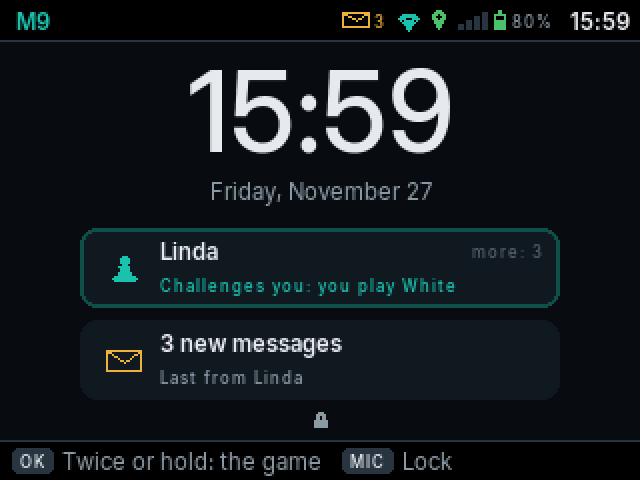 M9 3 80% 15:59
15:59
Friday, November 27
Linda more: 3
Challenges you: you play White
3 new messages
Last from Linda
OK Twice or hold: the game MIC Lock